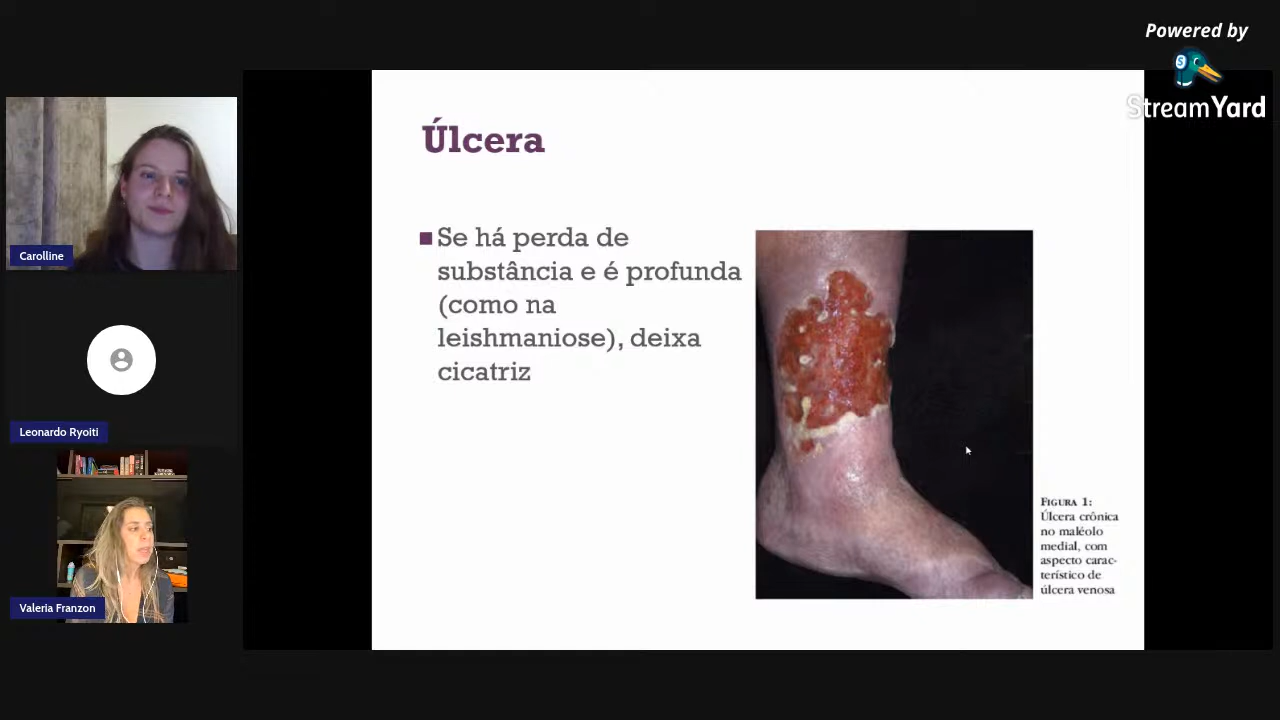 Powered by
StreamYard
Carolline
Leonardo Ryoiti
Valeria Franzon
Úlcera
Se há perda de
substância e é profunda
(como na
leishmaniose), deixa
cicatriz
FIGURA 1:
Úlcera crônica
no maléolo
medial, com
aspecto carac-
terístico de
úlcera venosa